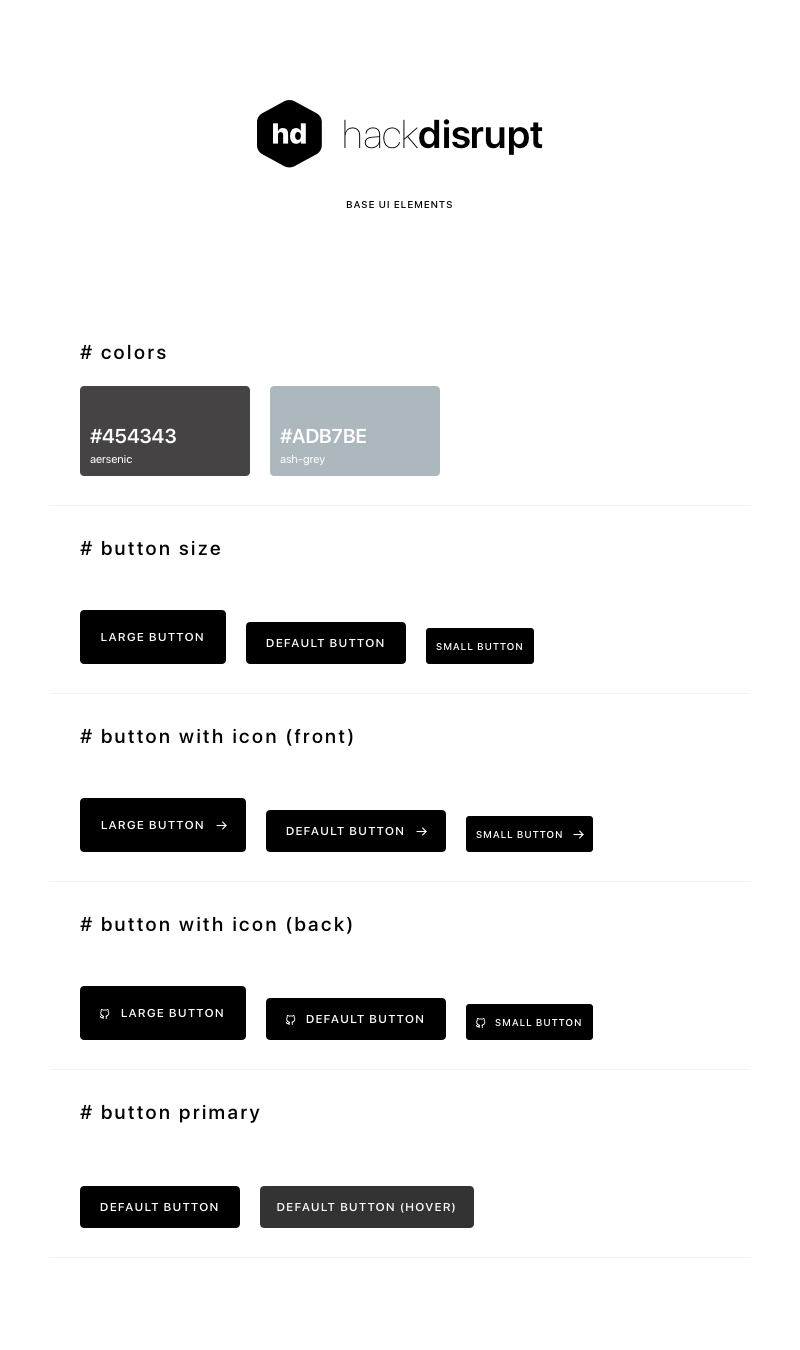 hd hackdisrupt
BASE UI ELEMENTS
# colors
#454343 #ADB7BE
aersenic ash-grey
# button size
LARGE BUTTON DEFAULT BUTTON SMALL BUTTON
# button with icon (front)
LARGE BUTTON → DEFAULT BUTTON → SMALL BUTTON →
# button with icon (back)
LARGE BUTTON DEFAULT BUTTON SMALL BUTTON
# button primary
DEFAULT BUTTON DEFAULT BUTTON (HOVER)